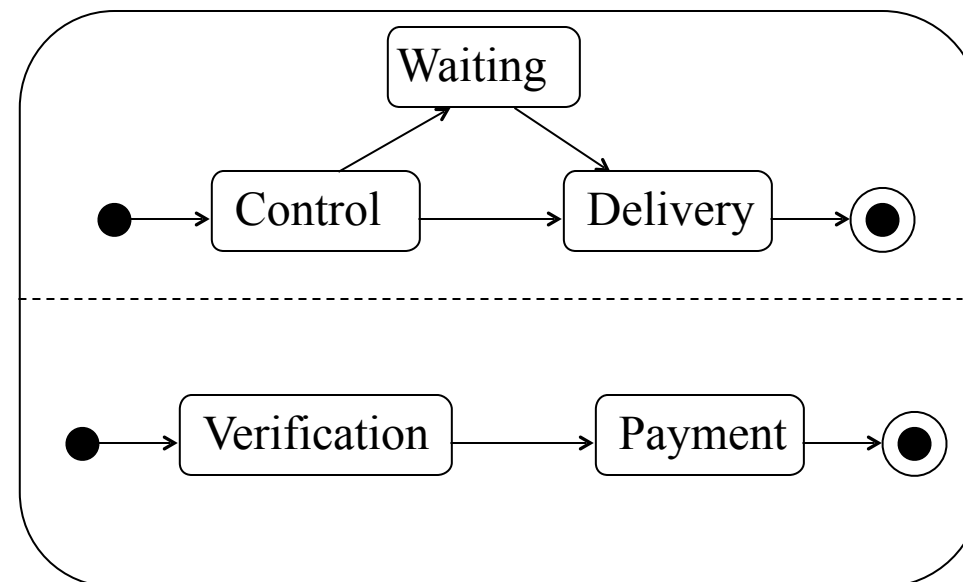 Waiting
Control
Delivery
Verification
Payment